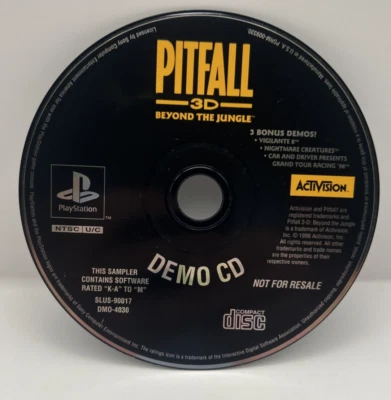 PITFALL
3D
BEYOND THE JUNGLE™
3 BONUS DEMOS!
• VIGILANTE 8™
• NIGHTMARE CREATURES™
• CAR AND DRIVER PRESENTS
GRAND TOUR RACING '98™
PlayStation
NTSC U/C
ACTIVISION
Activision and Pitfall! are
registered trademarks and
Pitfall 3-D: Beyond the Jungle
is a trademark of Activision,
Inc. © 1998 Activision, Inc.
All rights reserved. All other
trademarks and trade names
are the properties of their
respective owners.
DEMO CD
THIS SAMPLER
CONTAINS SOFTWARE
RATED "K-A" TO "M"
SLUS-90017
DMO-4030
NOT FOR RESALE
COMPACT
disc